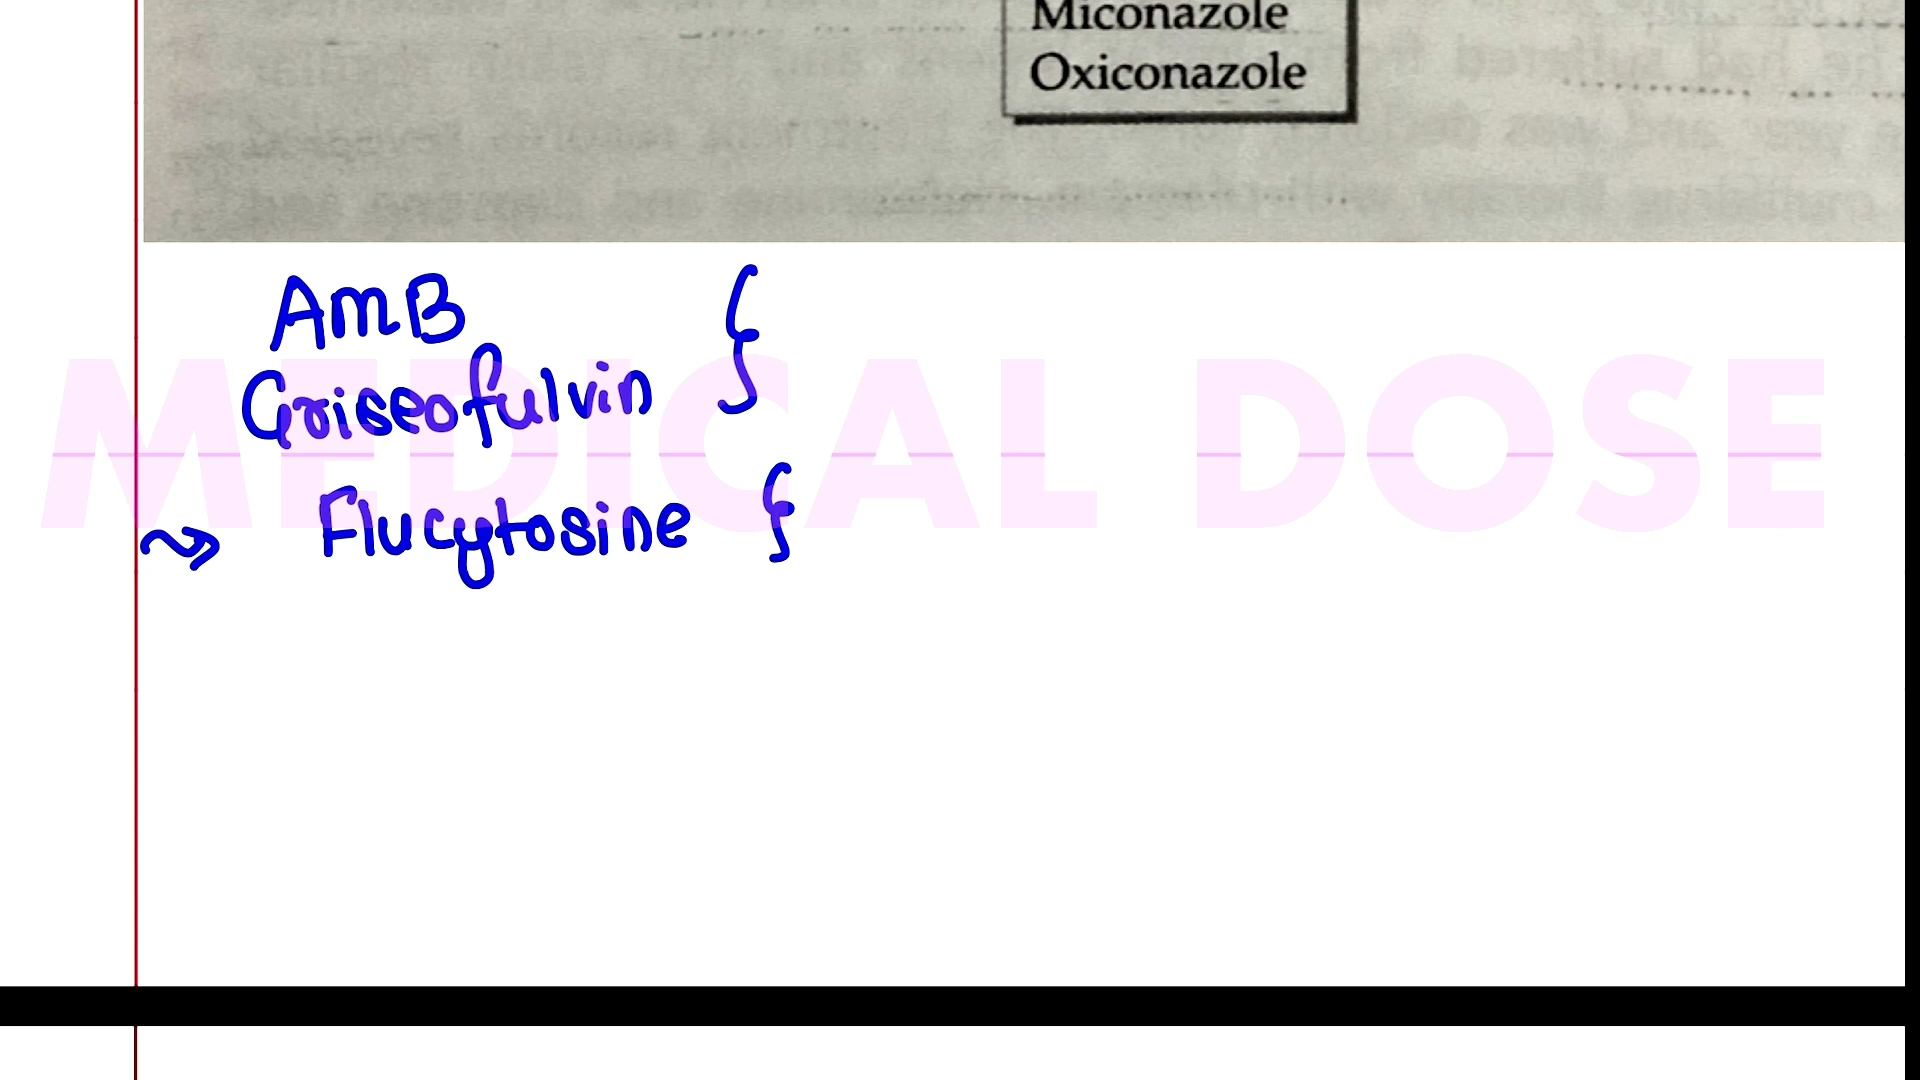 Miconazole
Oxiconazole
AmB {
Griseofulvin
MEDICAL DOSE
Flucytosine {